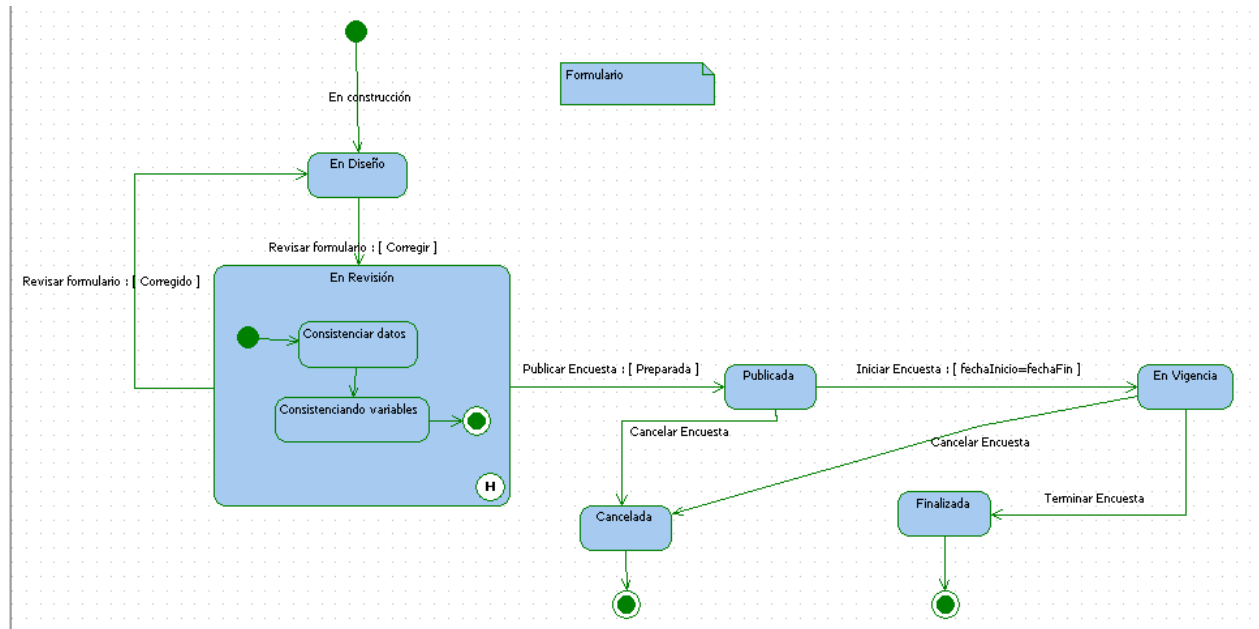 Formulario
En construcción
En Diseño
Revisar formulario : [ Corregir ]
Revisar formulario : [ Corregido ]
En Revisión
Consistenciar datos
Consistenciando variables
H
Publicar Encuesta : [ Preparada ]
Publicada
Iniciar Encuesta : [ fechaInicio=fechaFin ]
En Vigencia
Cancelar Encuesta
Cancelar Encuesta
Cancelada
Finalizada
Terminar Encuesta